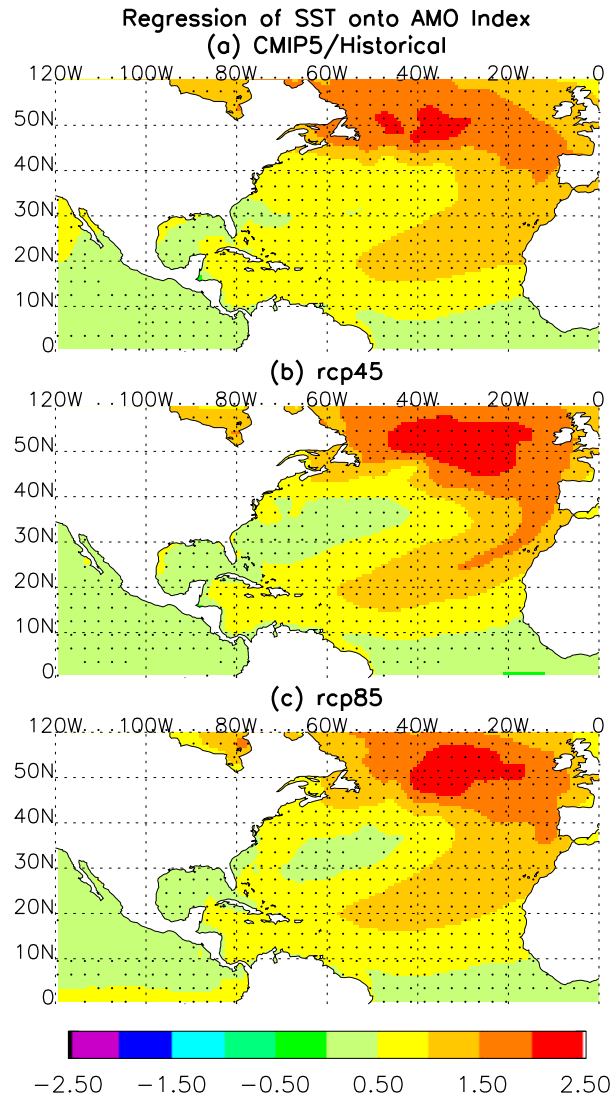 Regression of SST onto AMO Index
(a) CMIP5/Historical
120W 100W 80W 60W 40W 20W 0
50N
40N
30N
20N
10N
0
(b) rcp45
120W 100W 80W 60W 40W 20W 0
50N
40N
30N
20N
10N
0
(c) rcp85
120W 100W 80W 60W 40W 20W 0
50N
40N
30N
20N
10N
0
−2.50 −1.50 −0.50 0.50 1.50 2.50